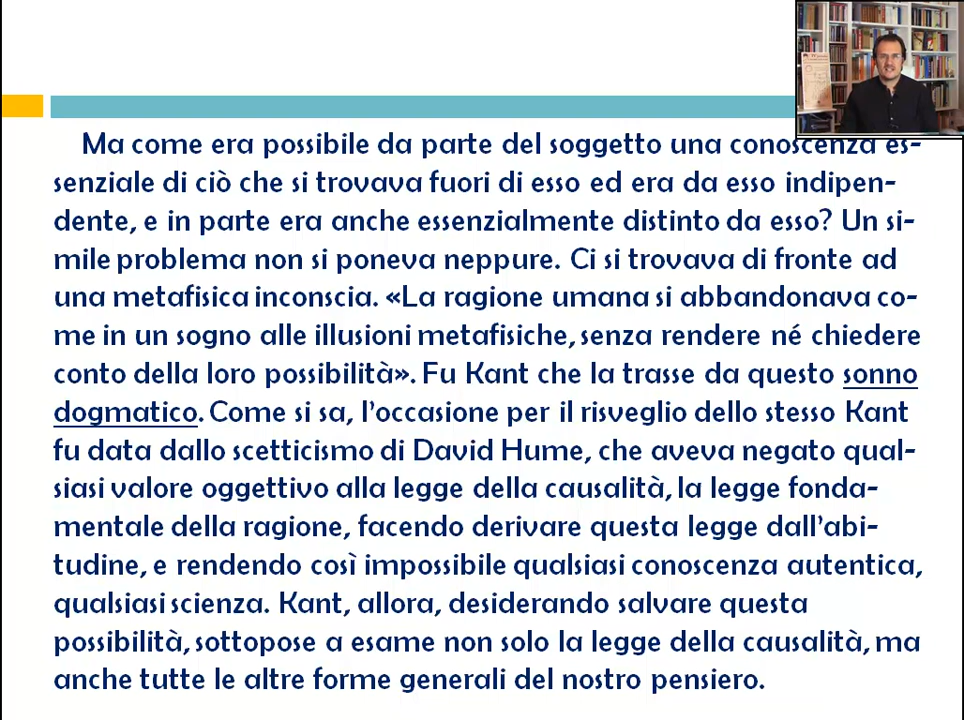 Ma come era possibile da parte del soggetto una conoscenza es-
senziale di ciò che si trovava fuori di esso ed era da esso indipen-
dente, e in parte era anche essenzialmente distinto da esso? Un si-
mile problema non si poneva neppure. Ci si trovava di fronte ad
una metafisica inconscia. «La ragione umana si abbandonava co-
me in un sogno alle illusioni metafisiche, senza rendere né chiedere
conto della loro possibilità». Fu Kant che la trasse da questo sonno
dogmatico. Come si sa, l'occasione per il risveglio dello stesso Kant
fu data dallo scetticismo di David Hume, che aveva negato qual-
siasi valore oggettivo alla legge della causalità, la legge fonda-
mentale della ragione, facendo derivare questa legge dall'abi-
tudine, e rendendo così impossibile qualsiasi conoscenza autentica,
qualsiasi scienza. Kant, allora, desiderando salvare questa
possibilità, sottopose a esame non solo la legge della causalità, ma
anche tutte le altre forme generali del nostro pensiero.